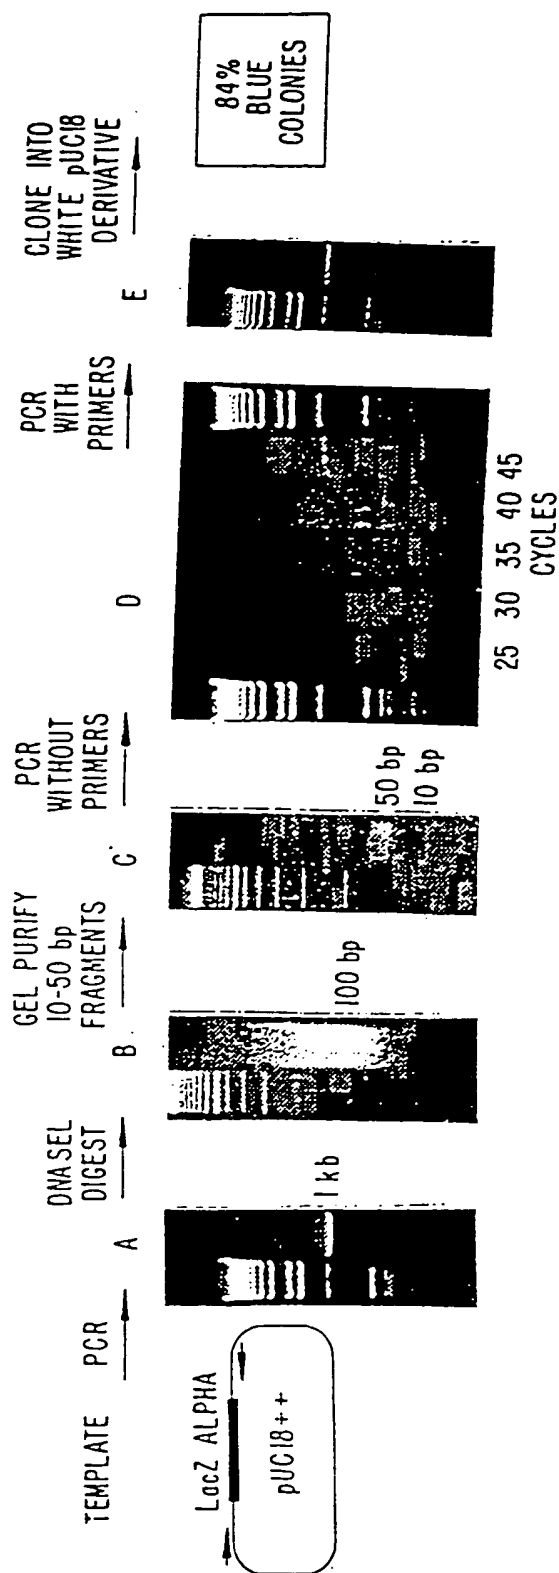 TEMPLATE
PCR
DNASEL
DIGEST
GEL PURIFY
10-50 bp
FRAGMENTS
PCR
WITHOUT
PRIMERS
PCR
WITH
PRIMERS
CLONE INTO
WHITE pUC18
DERIVATIVE
A
B
C
D
E
LacZ ALPHA
pUC18++
1 kb
100 bp
50 bp
10 bp
25 30 35 40 45
CYCLES
84%
BLUE
COLONIES